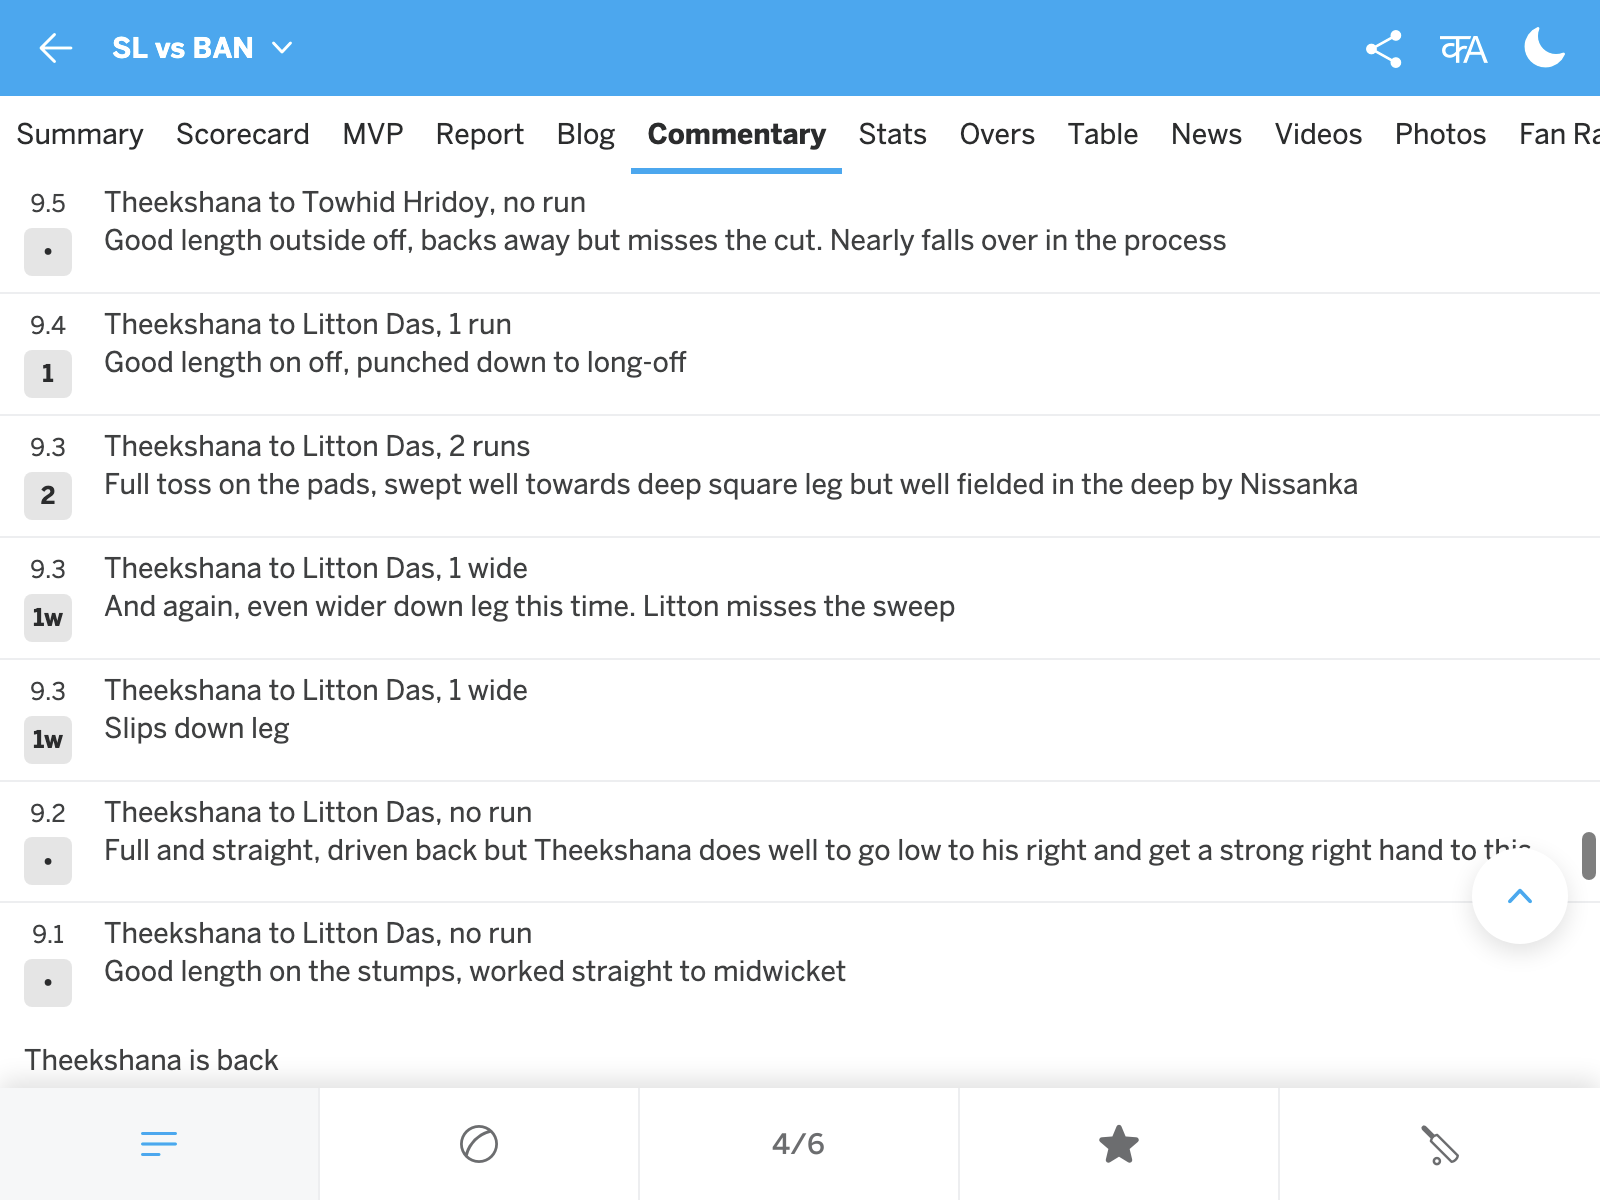 SL vs BAN
Summary Scorecard MVP Report Blog Commentary Stats Overs Table News Videos Photos Fan Ra
9.5 Theekshana to Towhid Hridoy, no run
• Good length outside off, backs away but misses the cut. Nearly falls over in the process
9.4 Theekshana to Litton Das, 1 run
1 Good length on off, punched down to long-off
9.3 Theekshana to Litton Das, 2 runs
2 Full toss on the pads, swept well towards deep square leg but well fielded in the deep by Nissanka
9.3 Theekshana to Litton Das, 1 wide
1w And again, even wider down leg this time. Litton misses the sweep
9.3 Theekshana to Litton Das, 1 wide
1w Slips down leg
9.2 Theekshana to Litton Das, no run
• Full and straight, driven back but Theekshana does well to go low to his right and get a strong right hand to this
9.1 Theekshana to Litton Das, no run
• Good length on the stumps, worked straight to midwicket
Theekshana is back
4/6